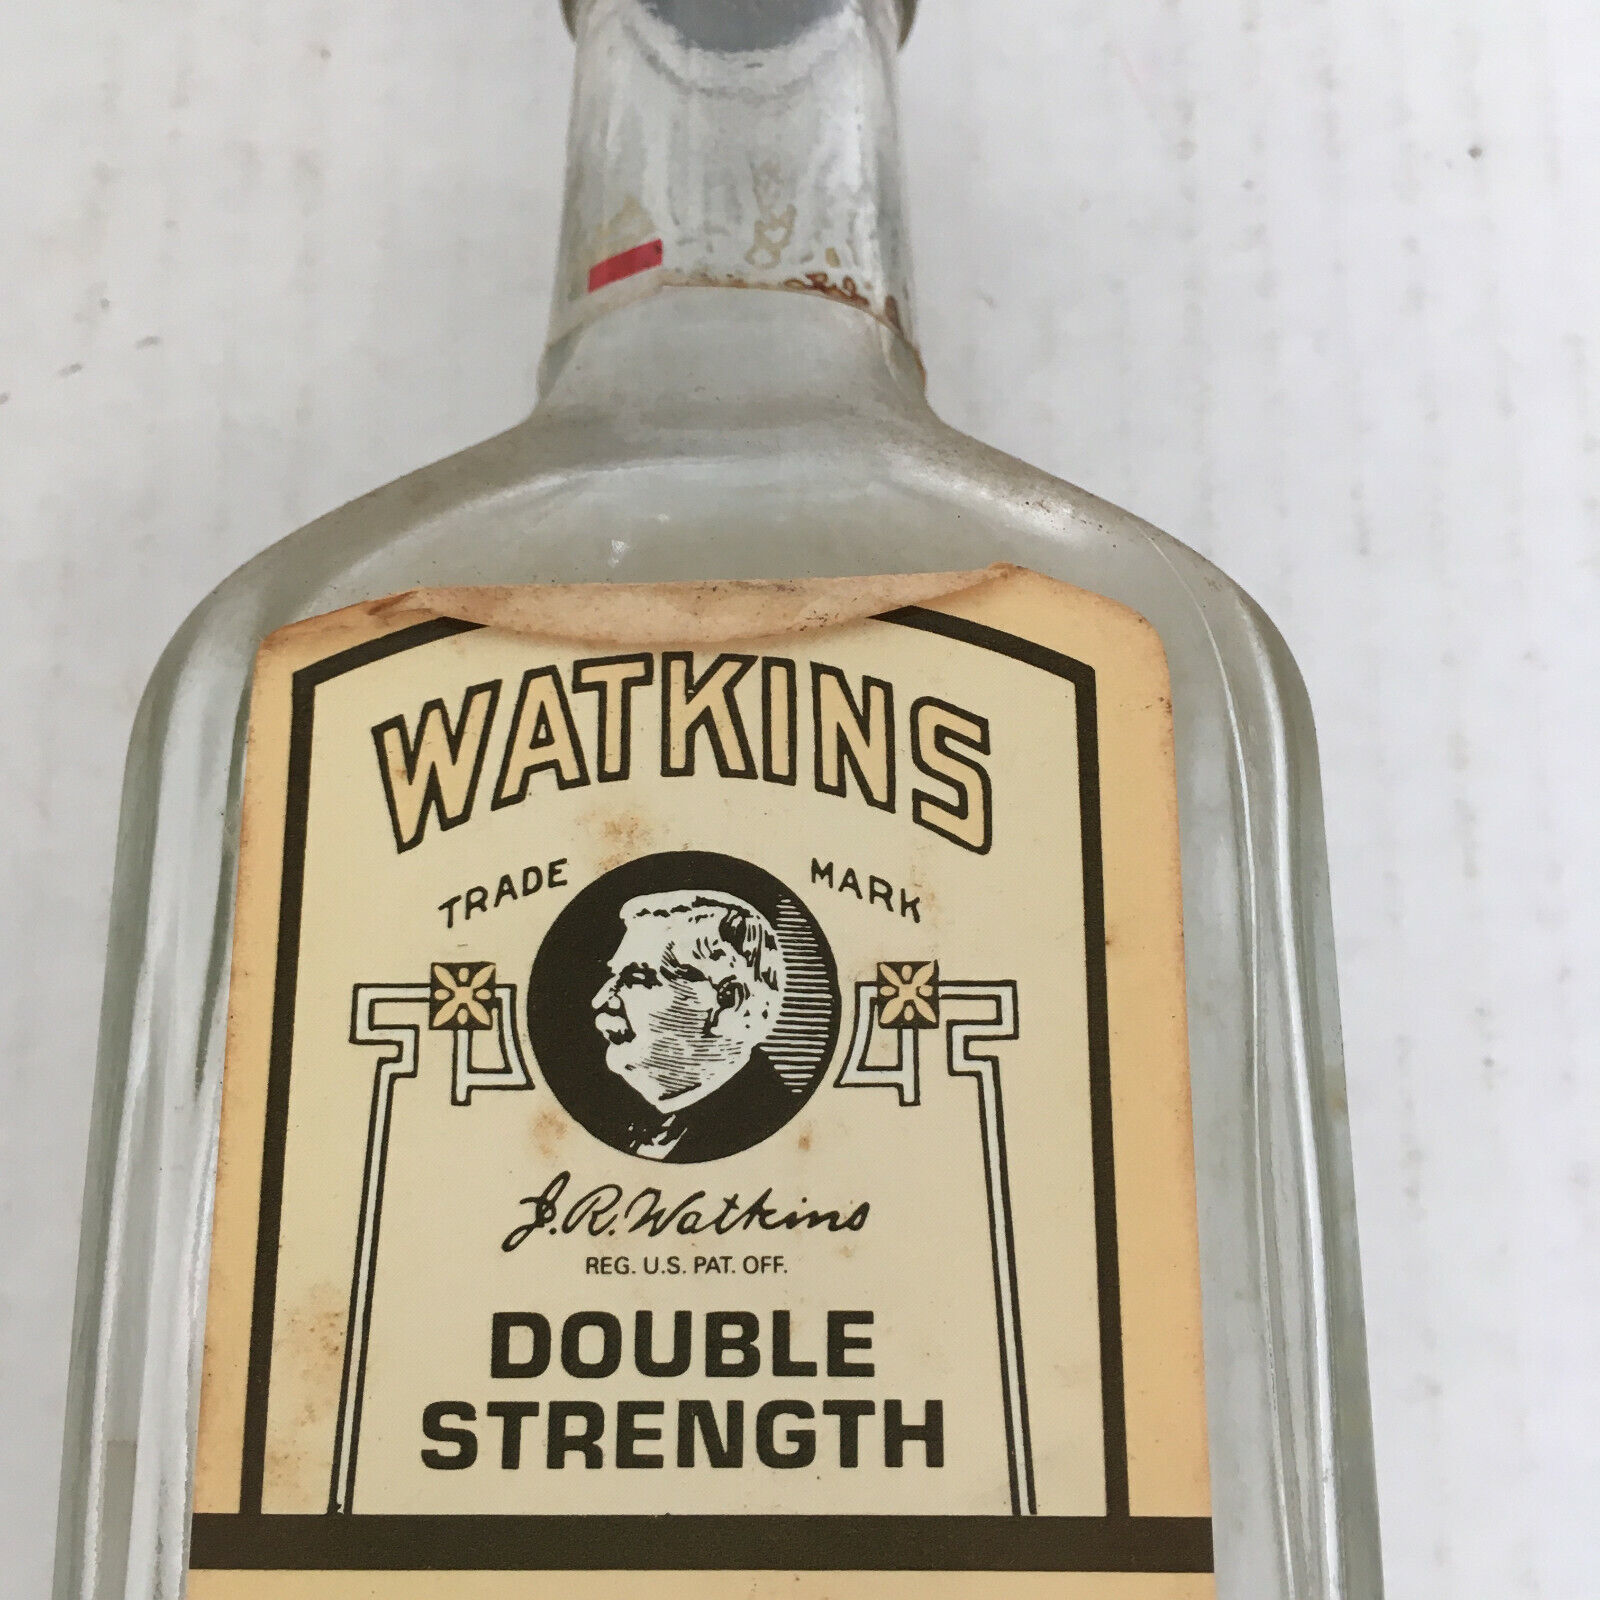 WATKINS
TRADE MARK
J.R. Watkins
REG. U.S. PAT. OFF.
DOUBLE
STRENGTH